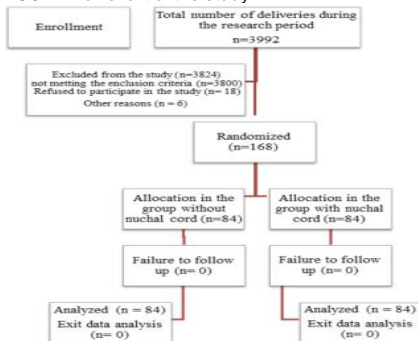 Enrollment
Total number of deliveries during
the research period
n=3992
Excluded from the study (n=3824)
not metting the enclusion criteria (n=3800)
Refused to participate in the study (n= 18)
Other reasons (n = 6)
Randomized
(n=168)
Allocation in the
group without
nuchal cord (n=84)
Allocation in the
group with nuchal
cord (n=84)
Failure to follow
up (n= 0)
Failure to follow
up (n= 0)
Analyzed (n = 84)
Exit data analysis
(n= 0)
Analyzed (n = 84)
Exit data analysis
(n= 0)